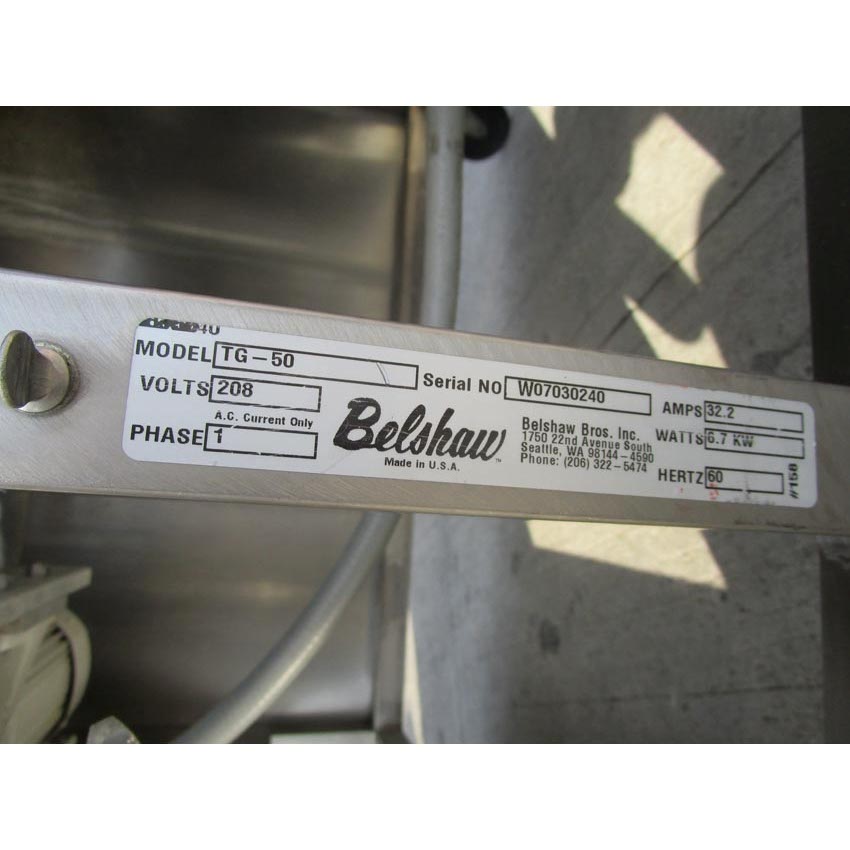 MODEL TG-50
Serial NO W07030240
VOLTS 208
A.C. Current Only
PHASE 1
Belshaw™
Made in U.S.A.
Belshaw Bros. Inc.
1750 22nd Avenue South
Seattle, WA 98144-4590
Phone: (206) 322-5474
AMPS 32.2
WATTS 6.7 KW
HERTZ 60
#158